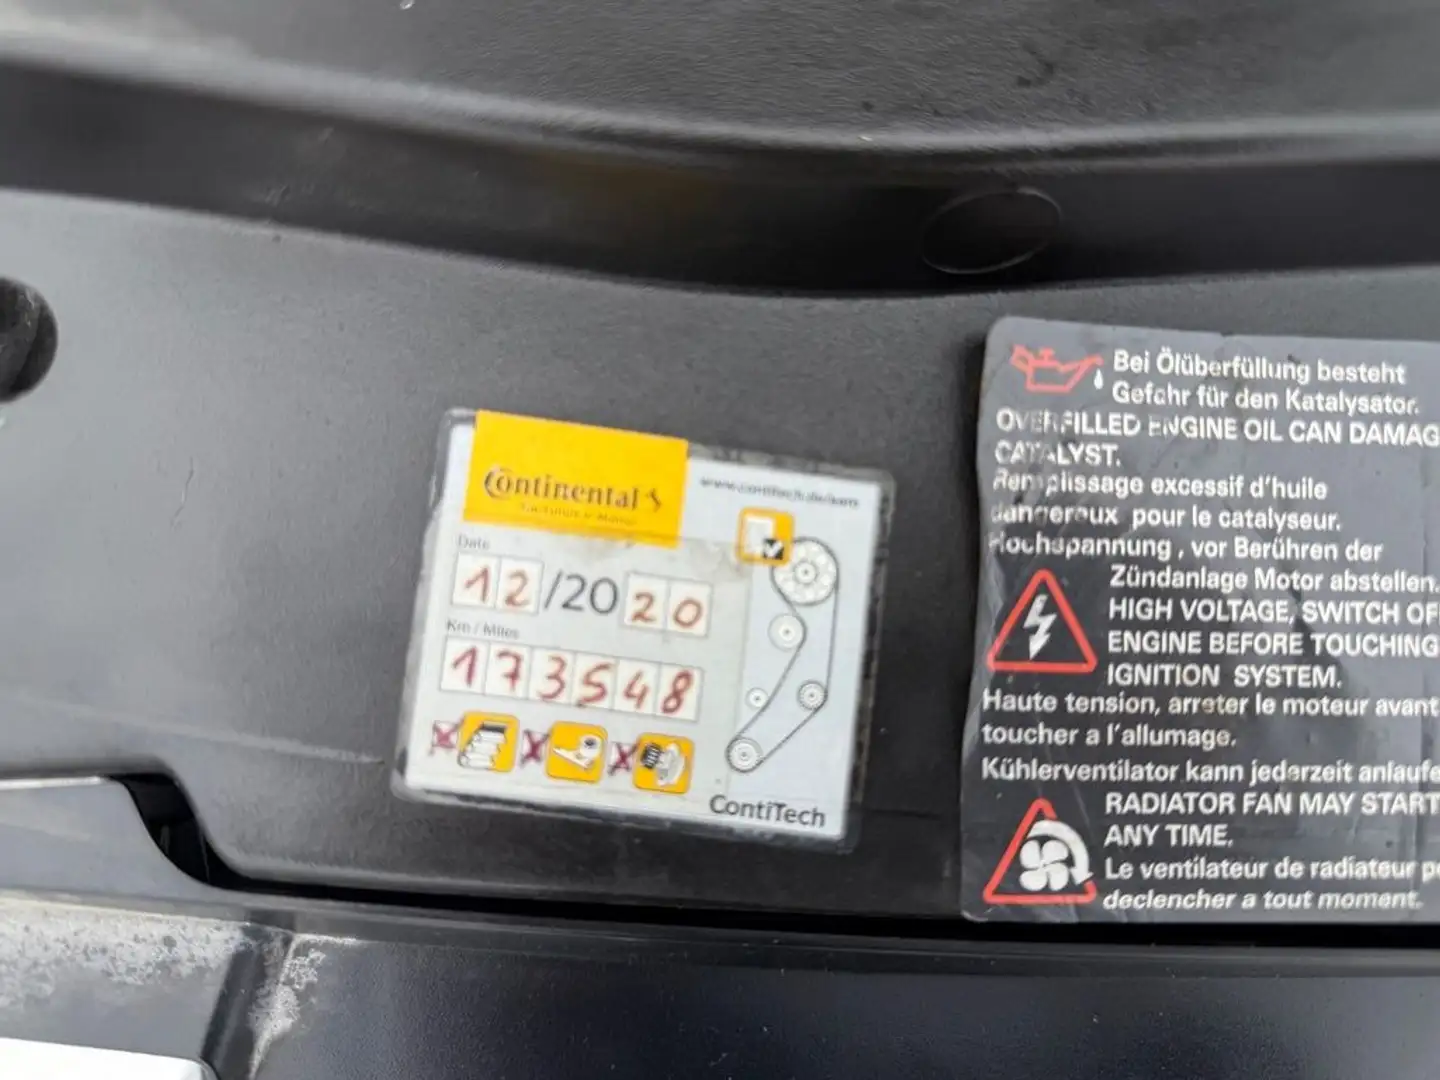 Continental
Date
12/2020
Km / Miles
173548
ContiTech
Bei Ölüberfüllung besteht
Gefahr für den Katalysator.
OVERFILLED ENGINE OIL CAN DAMAG
CATALYST.
Remplissage excessif d'huile
dangereux pour le catalyseur.
Hochspannung, vor Berühren der
Zündanlage Motor abstellen.
HIGH VOLTAGE, SWITCH OF
ENGINE BEFORE TOUCHING
IGNITION SYSTEM.
Haute tension, arreter le moteur avant
toucher a l'allumage.
Kühlerventilator kann jederzeit anlaufe
RADIATOR FAN MAY START
ANY TIME.
Le ventilateur de radiateur p
declencher a tout moment.